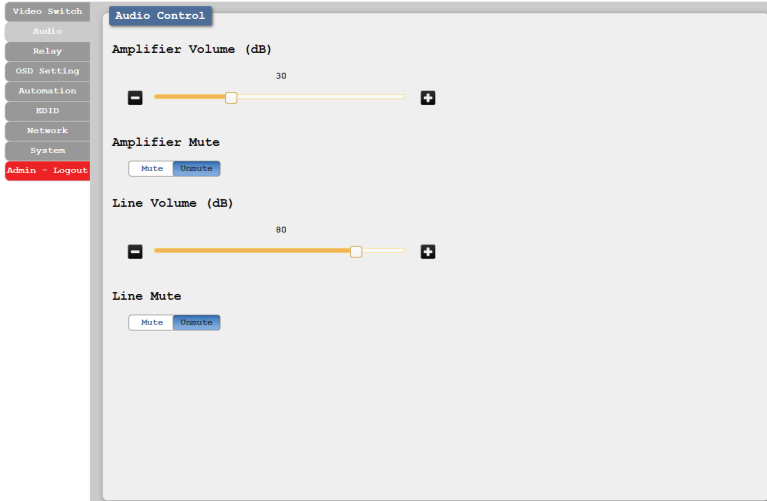 Video Switch
Audio
Relay
OSD Setting
Automation
EDID
Network
System
Admin - Logout
Audio Control
Amplifier Volume (dB)
30
Amplifier Mute
Mute Unmute
Line Volume (dB)
80
Line Mute
Mute Unmute